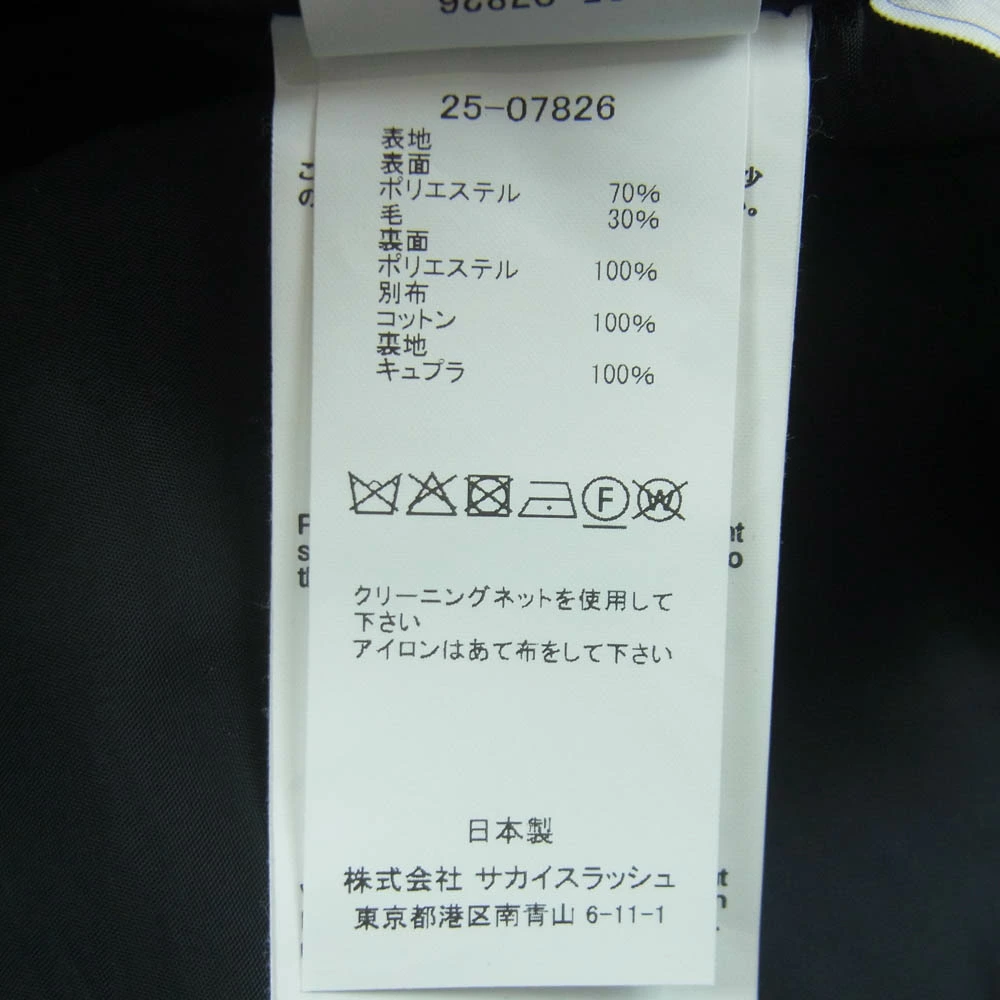 25-07826
表地
表面
ポリエステル 70%
毛 30%
裏面
ポリエステル 100%
別布
コットン 100%
裏地
キュプラ 100%
F
W
クリーニングネットを使用して
下さい
アイロンはあて布をして下さい
日本製
株式会社 サカイスラッシュ
東京都港区南青山 6-11-1